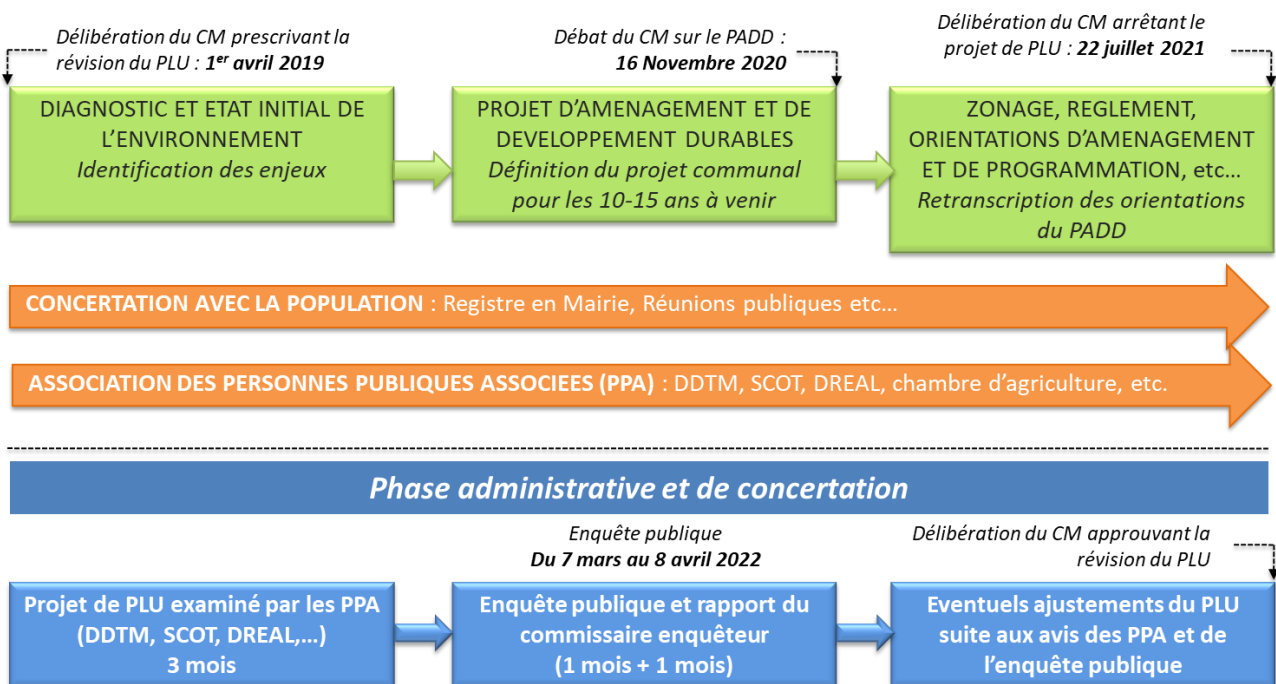 Délibération du CM prescrivant la
révision du PLU : 1er avril 2019
Débat du CM sur le PADD :
16 Novembre 2020
Délibération du CM arrêtant le
projet de PLU : 22 juillet 2021
DIAGNOSTIC ET ETAT INITIAL DE
L'ENVIRONNEMENT
Identification des enjeux
PROJET D'AMENAGEMENT ET DE
DEVELOPPEMENT DURABLES
Définition du projet communal
pour les 10-15 ans à venir
ZONAGE, REGLEMENT,
ORIENTATIONS D'AMENAGEMENT
ET DE PROGRAMMATION, etc...
Retranscription des orientations
du PADD
CONCERTATION AVEC LA POPULATION : Registre en Mairie, Réunions publiques etc...
ASSOCIATION DES PERSONNES PUBLIQUES ASSOCIEES (PPA) : DDTM, SCOT, DREAL, chambre d'agriculture, etc.
Phase administrative et de concertation
Enquête publique
Du 7 mars au 8 avril 2022
Délibération du CM approuvant la
révision du PLU
Projet de PLU examiné par les PPA
(DDTM, SCOT, DREAL,...)
3 mois
Enquête publique et rapport du
commissaire enquêteur
(1 mois + 1 mois)
Eventuels ajustements du PLU
suite aux avis des PPA et de
l'enquête publique